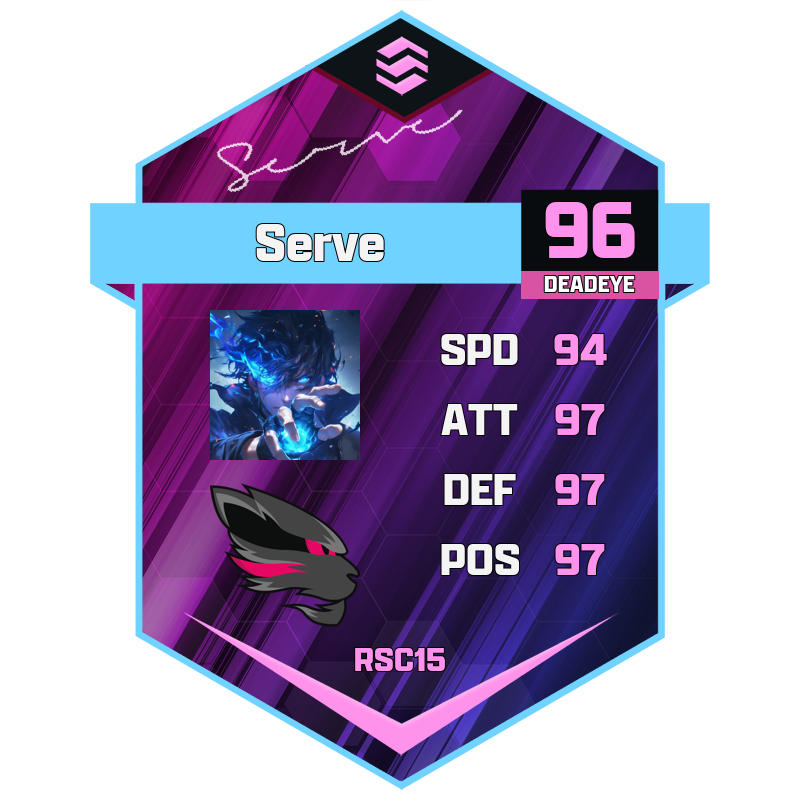 Serve
Serve
96
DEADEYE
SPD 94
ATT 97
DEF 97
POS 97
RSC15